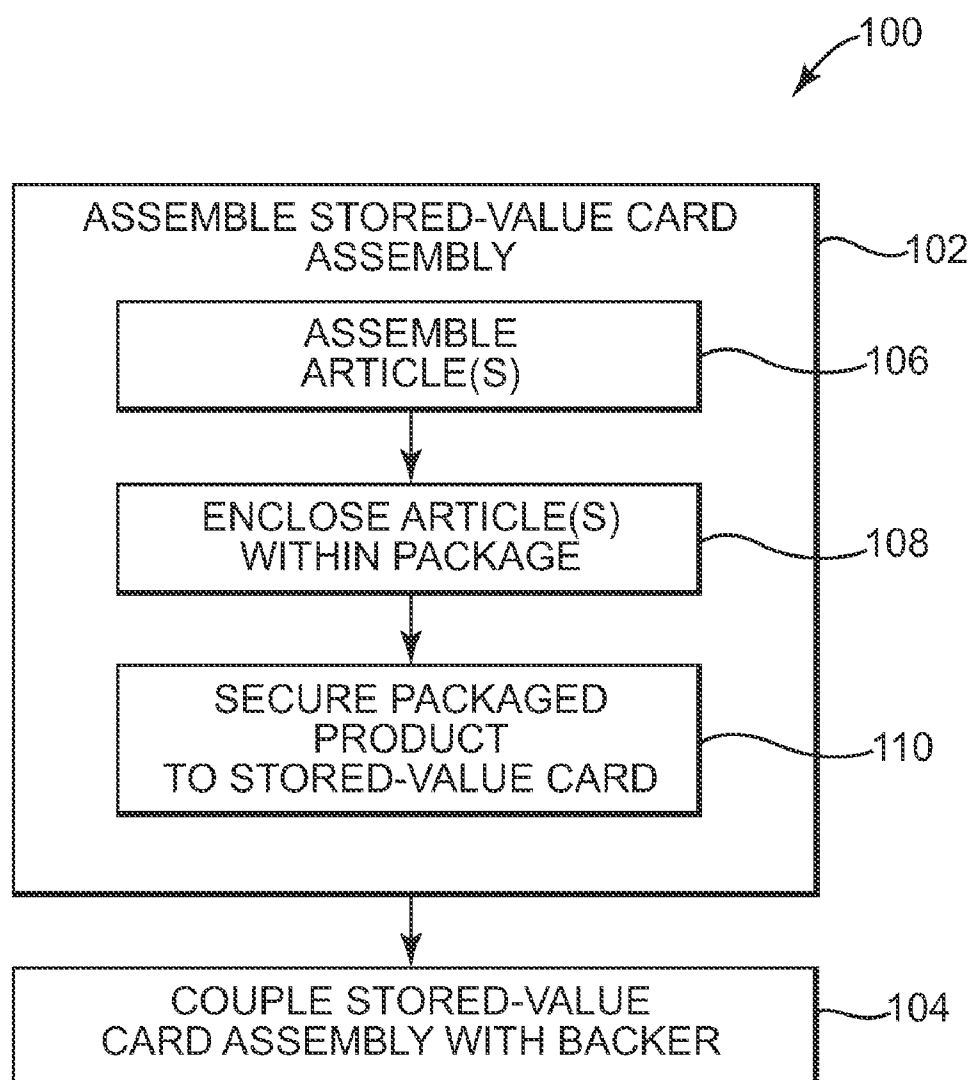 100
ASSEMBLE STORED-VALUE CARD
ASSEMBLY
102
ASSEMBLE
ARTICLE(S)
106
ENCLOSE ARTICLE(S)
WITHIN PACKAGE
108
SECURE PACKAGED
PRODUCT
TO STORED-VALUE CARD
110
COUPLE STORED-VALUE
CARD ASSEMBLY WITH BACKER
104